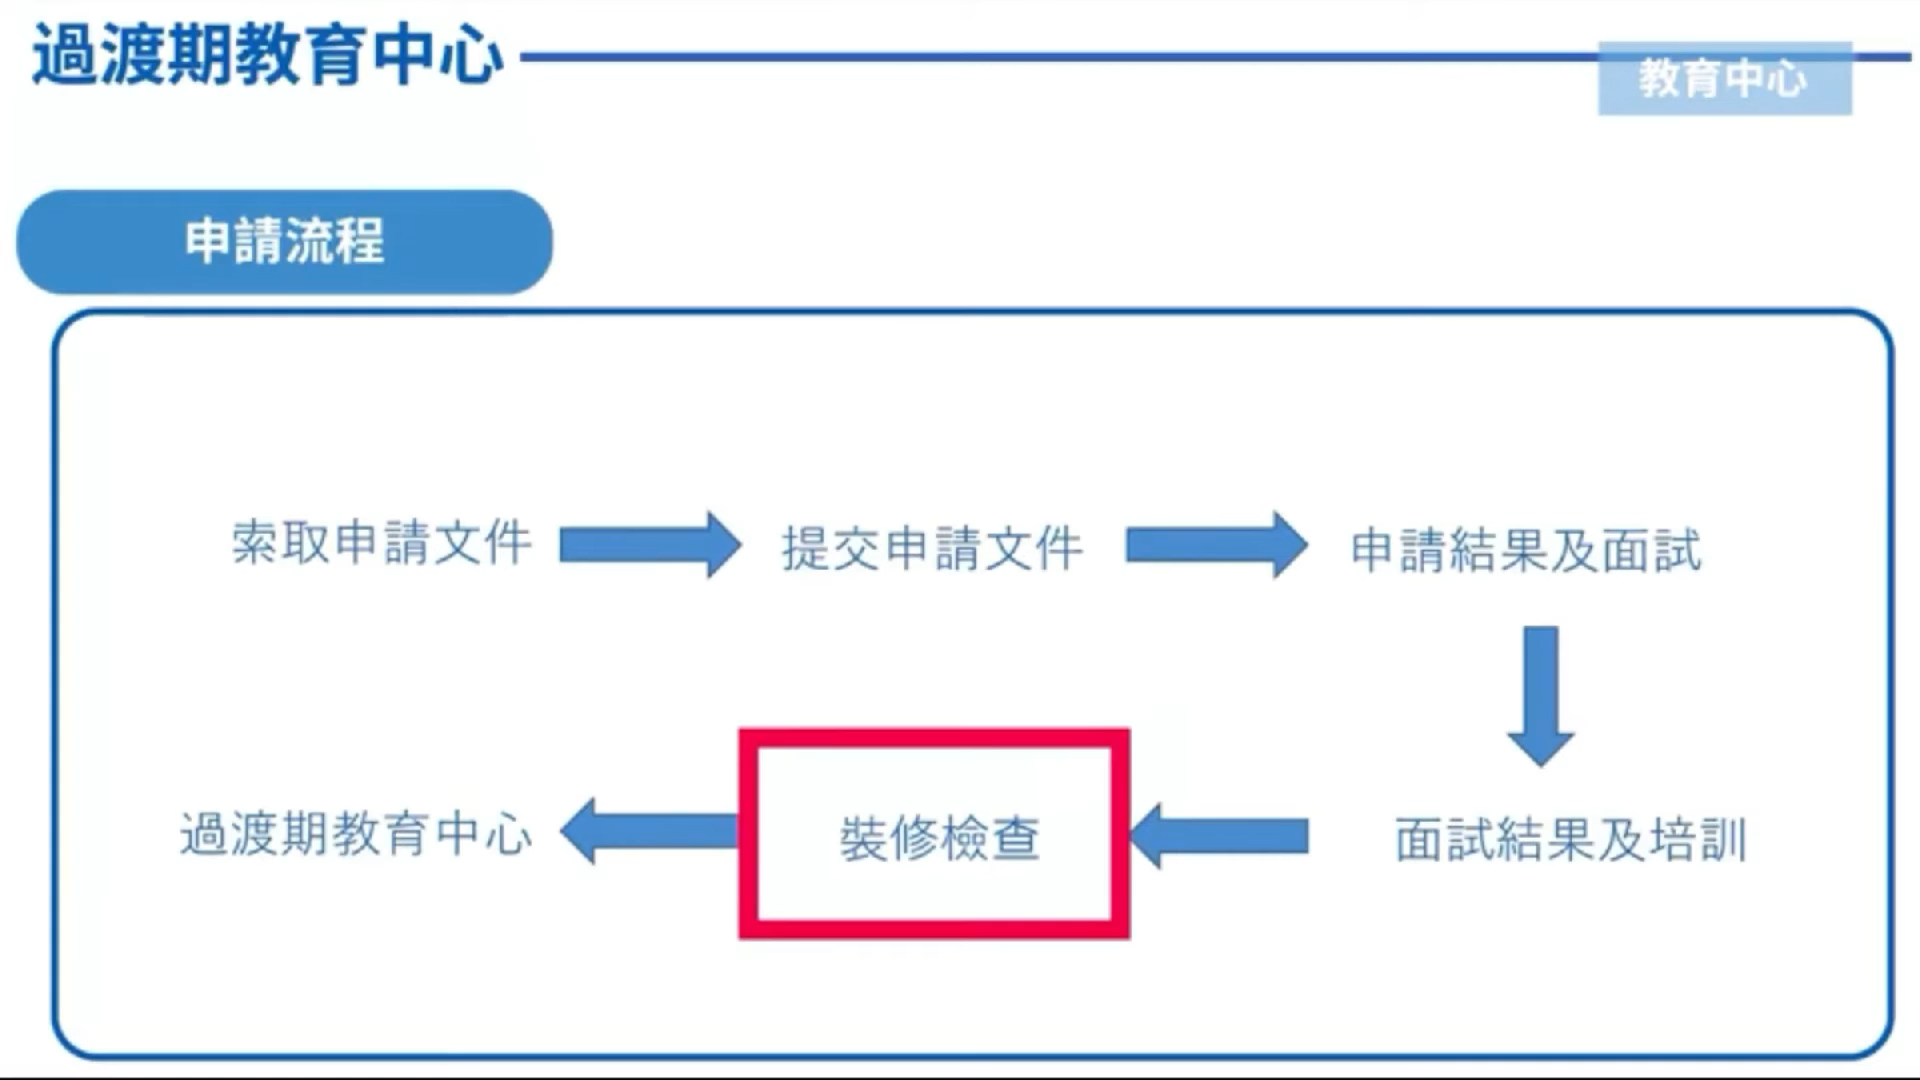 過渡期教育中心
教育中心
申請流程
索取申請文件
提交申請文件
申請結果及面試
面試結果及培訓
裝修檢查
過渡期教育中心